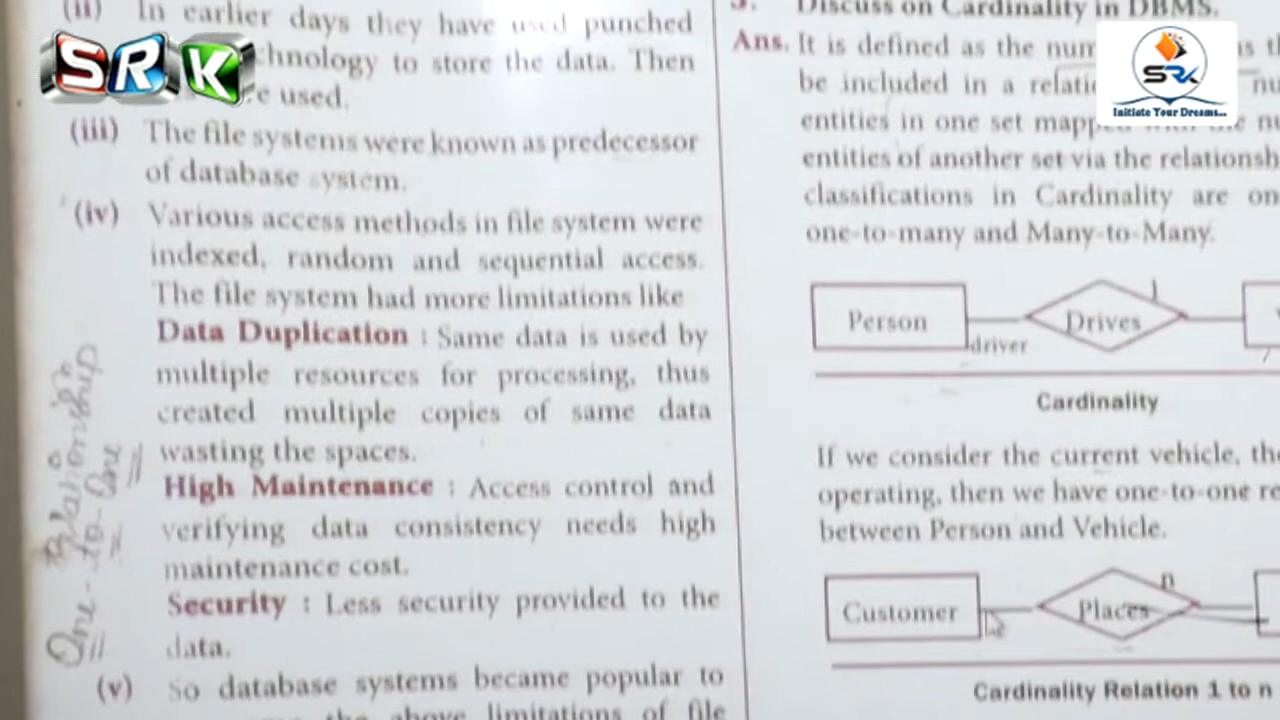 (ii) In earlier days they have used punched
chnology to store the data. Then
e used.
(iii) The file systems were known as predecessor
of database system.
(iv) Various access methods in file system were
indexed, random and sequential access.
The file system had more limitations like
Data Duplication : Same data is used by
multiple resources for processing, thus
created multiple copies of same data
wasting the spaces.
High Maintenance : Access control and
verifying data consistency needs high
maintenance cost.
Security : Less security provided to the
data.
(v) So database systems became popular to
the above limitations of file
Relationship
One-to-One
Discuss on Cardinality in DBMS.
Ans. It is defined as the num
be included in a relati
entities in one set mapp
entities of another set via the relationsh
classifications in Cardinality are on
one-to-many and Many-to-Many.
Person
driver
Drives
1
Cardinality
If we consider the current vehicle, the
operating, then we have one-to-one re
between Person and Vehicle.
Customer
Places
n
Cardinality Relation 1 to n
SRK
SRK
Initiate Your Dreams...